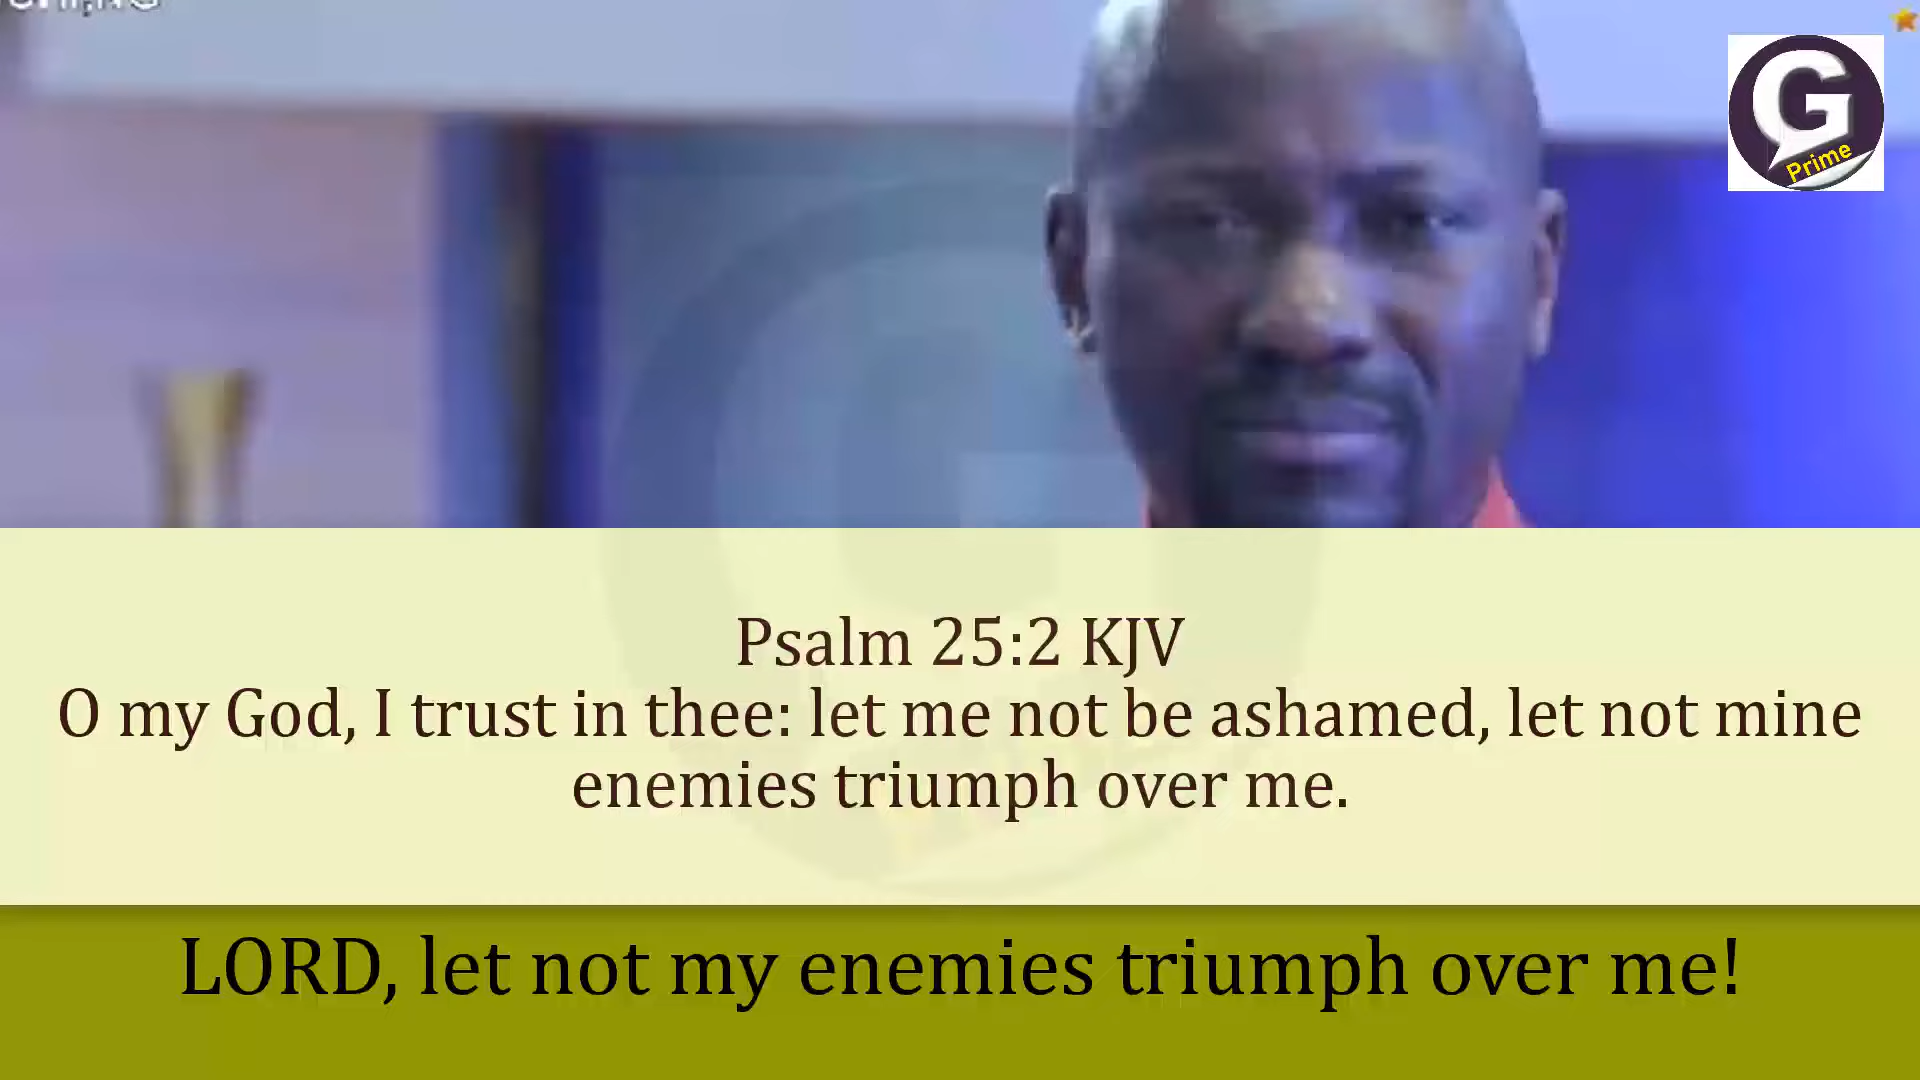 G
Prime
Psalm 25:2 KJV
O my God, I trust in thee: let me not be ashamed, let not mine
enemies triumph over me.
LORD, let not my enemies triumph over me!